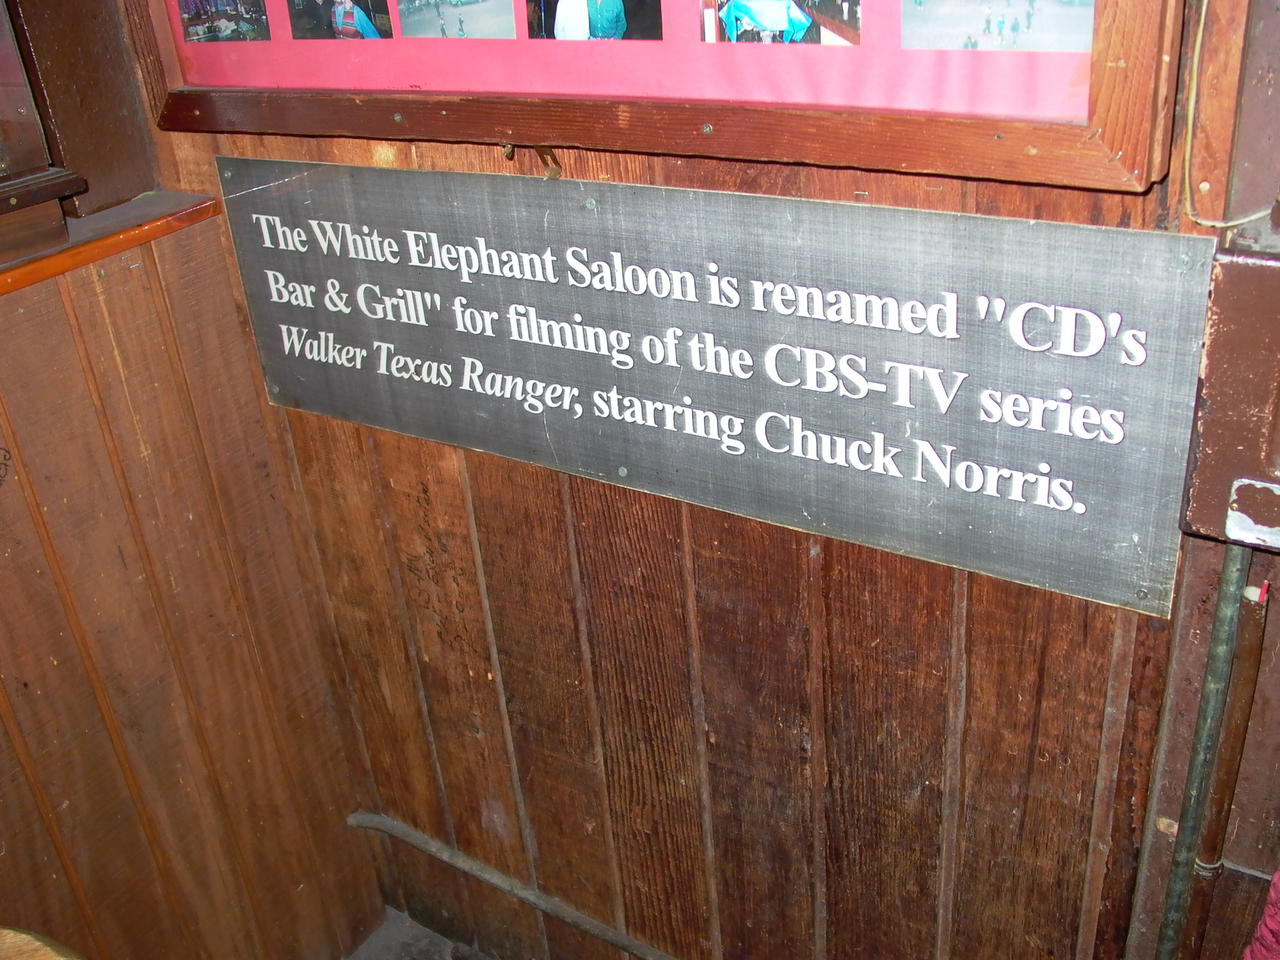 The White Elephant Saloon is renamed "CD's
Bar & Grill" for filming of the CBS-TV series
Walker Texas Ranger, starring Chuck Norris.